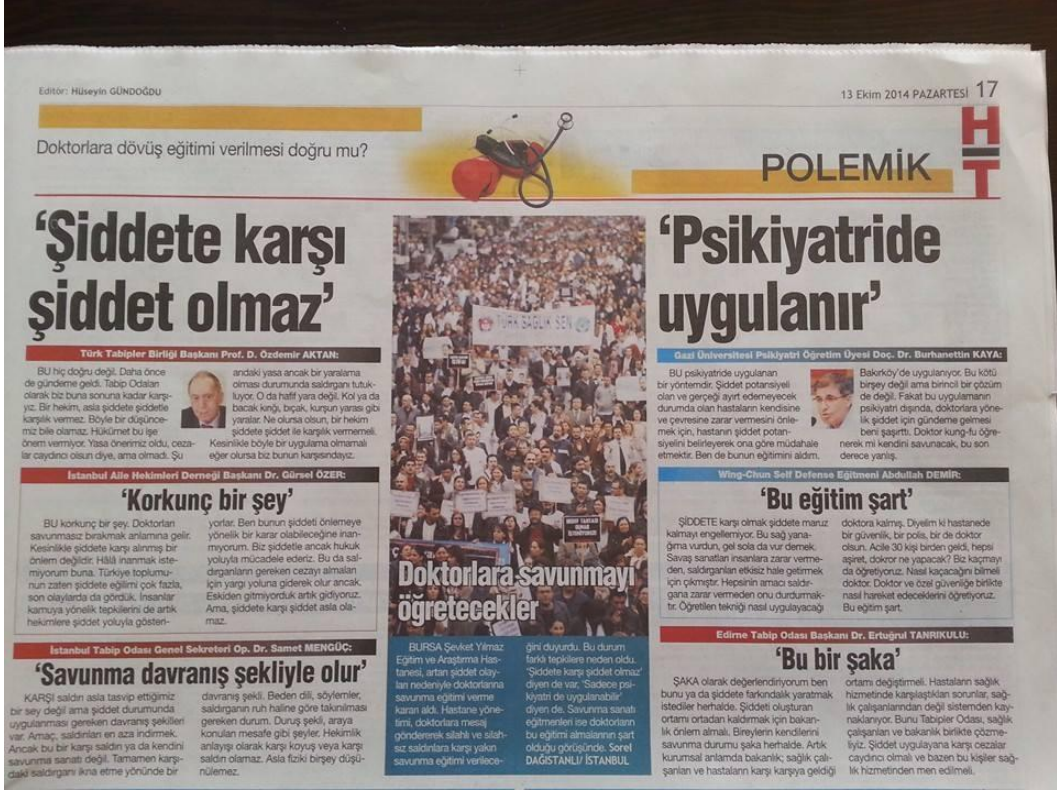 Editör: Hüseyin GÜNDOĞDU
13 Ekim 2014 PAZARTESİ 17
HT
Doktorlara dövüş eğitimi verilmesi doğru mu?
POLEMİK
'Şiddete karşı
şiddet olmaz'
Türk Tabipler Birliği Başkanı Prof. D. Özdemir AKTAN:
BU hiç doğru değil. Daha önce
de gündeme geldi. Tabip Odaları
olarak biz buna sonuna kadar karşı-
yız. Bir hekim, asla şiddete şiddetle
karşılık vermez. Böyle bir düşünce-
miz bile olamaz. Hükümet bu işe
önem vermiyor. Yasa önerimiz oldu, ceza-
lar caydırıcı olsun diye, ama olmadı. Şu
andaki yasa ancak bir yaralama
olması durumunda saldırganı tutuk-
luyor. O da hafif yara değil. Kol ya da
bacak kırığı, bıçak, kurşun yarası gibi
yaralar. Ne olursa olsun, bir hekim
şiddete şiddet ile karşılık vermemeli.
Kesinlikle böyle bir uygulama olmamalı
eğer olursa biz bunun karşısındayız.
İstanbul Aile Hekimleri Derneği Başkanı Dr. Gürsel ÖZER:
'Korkunç bir şey'
BU korkunç bir şey. Doktorları
savunmasız bırakmak anlamına gelir.
Kesinlikle şiddete karşı alınmış bir
önlem değildir. Hâlâ inanmak iste-
miyorum buna. Türkiye toplumu-
nun zaten şiddete eğilimi çok fazla,
son olaylarda da gördük. İnsanlar
kamuya yönelik tepkilerini de artık
hekimlere şiddet yoluyla gösteri-
yorlar. Ben bunun şiddeti önlemeye
yönelik bir karar olabileceğine inan-
mıyorum. Biz şiddetle ancak hukuk
yoluyla mücadele ederiz. Bu da sal-
dırganların gereken cezayı almaları
için yargı yoluna giderek olur ancak.
Eskiden gitmiyorduk artık gidiyoruz.
Ama, şiddete karşı şiddet asla ola-
maz.
İstanbul Tabip Odası Genel Sekreteri Op. Dr. Samet MENGÜÇ:
'Savunma davranış şekliyle olur'
KARŞI saldırı asla tasvip ettiğimiz
bir şey değil ama şiddet durumunda
uygulanması gereken davranış şekilleri
var. Amaç, saldırıları en aza indirmek.
Ancak bu bir karşı saldırı ya da kendini
savunma sanatı değil. Tamamen karşı-
daki saldırganı ikna etme yönünde bir
davranış şekli. Beden dili, söylemler,
saldırganın ruh haline göre takınılması
gereken durum. Duruş şekli, araya
konulan mesafe gibi şeyler. Hekimlik
anlayışı olarak karşı koyuş veya karşı
saldırı olamaz. Asla fiziki birşey düşü-
nülemez.
TÜRK SAĞLIK SEN
Doktorlara savunmayı
öğretecekler
BURSA Şevket Yılmaz
Eğitim ve Araştırma Has-
tanesi, artan şiddet olay-
ları nedeniyle doktorlarına
savunma eğitimi verme
kararı aldı. Hastane yöne-
timi, doktorlara mesaj
göndererek silahlı ve silah-
sız saldırılara karşı yakın
savunma eğitimi verilece-
ğini duyurdu. Bu durum
farklı tepkilere neden oldu.
'Şiddete karşı şiddet olmaz'
diyen de var, 'Sadece psi-
kiyatri de uygulanabilir'
diyen de. Savunma sanatı
eğitmenleri ise doktorların
bu eğitimi almalarının şart
olduğu görüşünde. Sorel
DAĞISTANLI/ İSTANBUL
'Psikiyatride
uygulanır'
Gazi Üniversitesi Psikiyatri Öğretim Üyesi Doç. Dr. Burhanettin KAYA:
BU psikiyatride uygulanan
bir yöntemdir. Şiddet potansiyeli
olan ve gerçeği ayırt edemeyecek
durumda olan hastaların kendisine
ve çevresine zarar vermesini önle-
mek için, hastanın şiddet potan-
siyelini belirleyerek ona göre müdahale
etmektir. Ben de bunun eğitimini aldım.
Bakırköy'de uygulanıyor. Bu kötü
birşey değil ama birincil bir çözüm
de değil. Fakat bu uygulamanın
psikiyatri dışında, doktorlara yöne-
lik şiddet için gündeme gelmesi
beni şaşırttı. Doktor kung-fu öğre-
nerek mi kendini savunacak, bu son
derece yanlış.
Wing-Chun Self Defense Eğitmeni Abdullah DEMİR:
'Bu eğitim şart'
ŞİDDETE karşı olmak şiddete maruz
kalmayı engellemiyor. Bu sağ yana-
ğıma vurdun, gel sola da vur demek.
Savaş sanatları insanlara zarar verme-
den, saldırganları etkisiz hale getirmek
için çıkmıştır. Hepsinin amacı saldır-
gana zarar vermeden onu durdurmak-
tır. Öğretilen tekniği nasıl uygulayacağı
doktora kalmış. Diyelim ki hastanede
bir güvenlik, bir polis, bir de doktor
olsun. Acile 30 kişi birden geldi, hepsi
aşiret, dokror ne yapacak? Biz kaçmayı
da öğretiyoruz. Nasıl kaçacağını bilmeli
doktor. Doktor ve özel güvenliğe birlikte
nasıl hareket edeceklerini öğretiyoruz.
Bu eğitim şart.
Edirne Tabip Odası Başkanı Dr. Ertuğrul TANRIKULU:
'Bu bir şaka'
ŞAKA olarak değerlendiriyorum ben
bunu ya da şiddete farkındalık yaratmak
istediler herhalde. Şiddeti oluşturan
ortamı ortadan kaldırmak için bakan-
lık önlem almalı. Bireylerin kendilerini
savunma durumu şaka herhalde. Artık
kurumsal anlamda bakanlık; sağlık çalı-
şanları ve hastaların karşı karşıya geldiği
ortamı değiştirmeli. Hastaların sağlık
hizmetinde karşılaştıkları sorunlar, sağ-
lık çalışanlarından değil sistemden kay-
naklanıyor. Bunu Tabipler Odası, sağlık
çalışanları ve bakanlık birlikte çözme-
liyiz. Şiddet uygulayana karşı cezalar
caydırıcı olmalı ve bazen bu kişiler sağ-
lık hizmetinden men edilmeli.